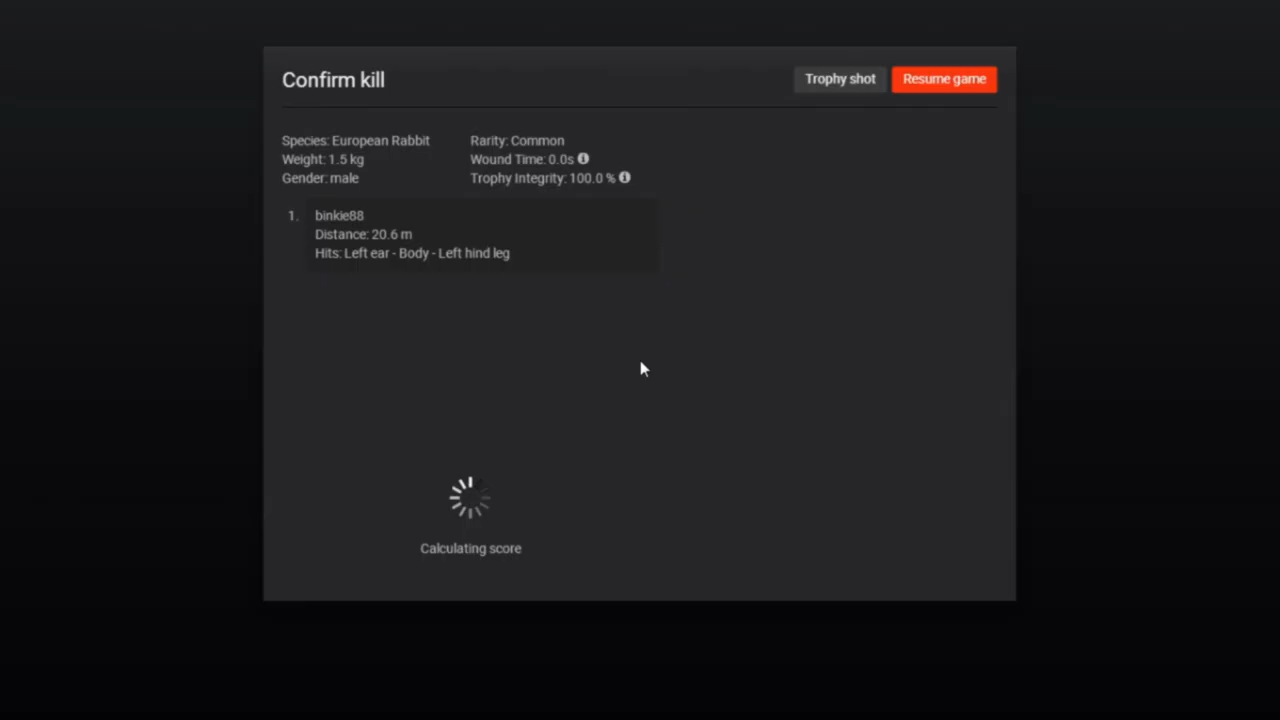 Confirm kill
Trophy shot
Resume game
Species: European Rabbit
Rarity: Common
Weight: 1.5 kg
Wound Time: 0.0s
Gender: male
Trophy Integrity: 100.0 %
1. binkie88
Distance: 20.6 m
Hits: Left ear - Body - Left hind leg
Calculating score